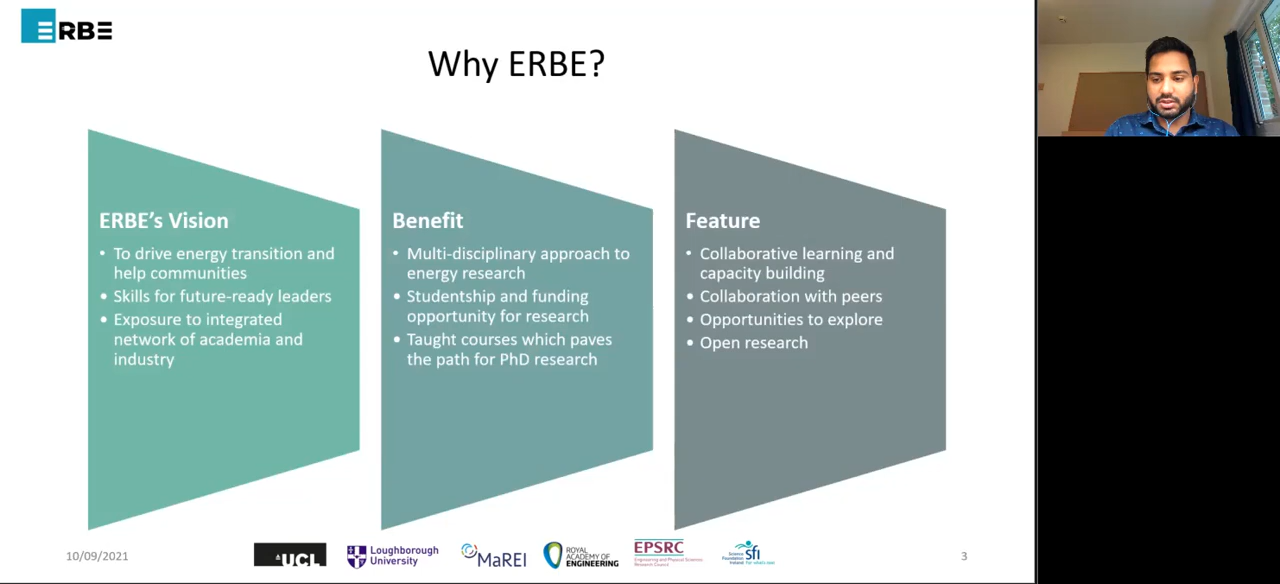 ERBE
Why ERBE?
ERBE's Vision
• To drive energy transition and
help communities
• Skills for future-ready leaders
• Exposure to integrated
network of academia and
industry
Benefit
• Multi-disciplinary approach to
energy research
• Studentship and funding
opportunity for research
• Taught courses which paves
the path for PhD research
Feature
• Collaborative learning and
capacity building
• Collaboration with peers
• Opportunities to explore
• Open research
10/09/2021
UCL
Loughborough
University
MaREI
ROYAL
ACADEMY OF
ENGINEERING
EPSRC
Engineering and Physical Sciences
Research Council
Science
Foundation
Ireland
sfi
For what's next
3